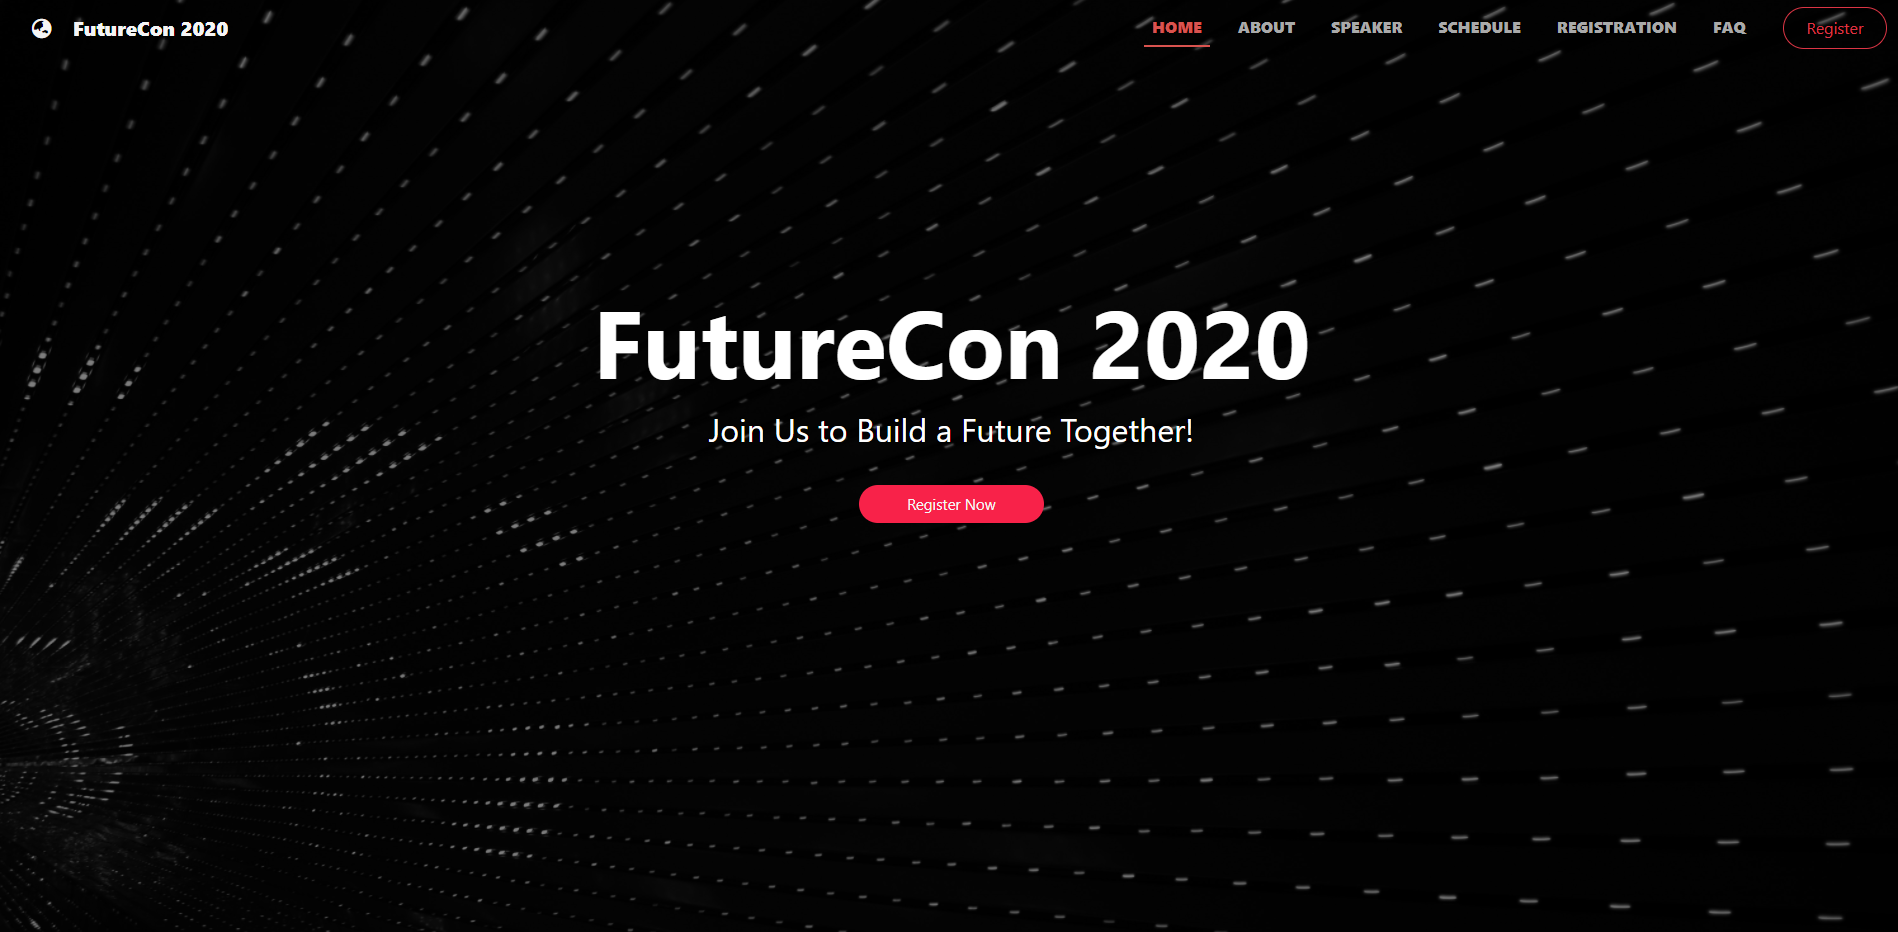 FutureCon 2020
HOME ABOUT SPEAKER SCHEDULE REGISTRATION FAQ Register
FutureCon 2020
Join Us to Build a Future Together!
Register Now